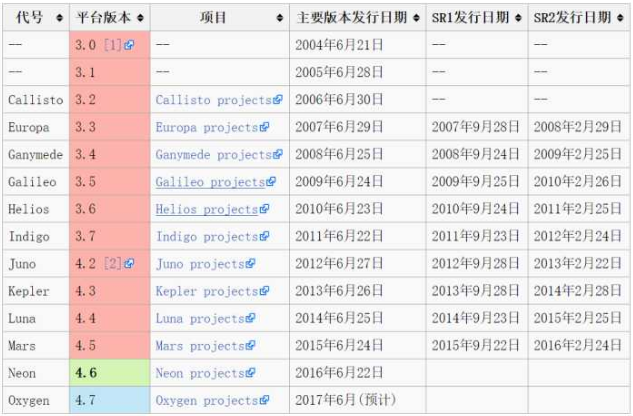 代号 平台版本 项目 主要版本发行日期 SR1发行日期 SR2发行日期
-- 3.0 [1] -- 2004年6月21日 -- --
-- 3.1 -- 2005年6月28日 -- --
Callisto 3.2 Callisto projects 2006年6月30日 -- --
Europa 3.3 Europa projects 2007年6月29日 2007年9月28日 2008年2月29日
Ganymede 3.4 Ganymede projects 2008年6月25日 2008年9月24日 2009年2月25日
Galileo 3.5 Galileo projects 2009年6月24日 2009年9月25日 2010年2月26日
Helios 3.6 Helios projects 2010年6月23日 2010年9月24日 2011年2月25日
Indigo 3.7 Indigo projects 2011年6月22日 2011年9月23日 2012年2月24日
Juno 4.2 [2] Juno projects 2012年6月27日 2012年9月28日 2013年2月22日
Kepler 4.3 Kepler projects 2013年6月26日 2013年9月28日 2014年2月28日
Luna 4.4 Luna projects 2014年6月25日 2014年9月23日 2015年2月25日
Mars 4.5 Mars projects 2015年6月24日 2015年9月22日 2016年2月24日
Neon 4.6 Neon projects 2016年6月22日
Oxygen 4.7 Oxygen projects 2017年6月(预计)